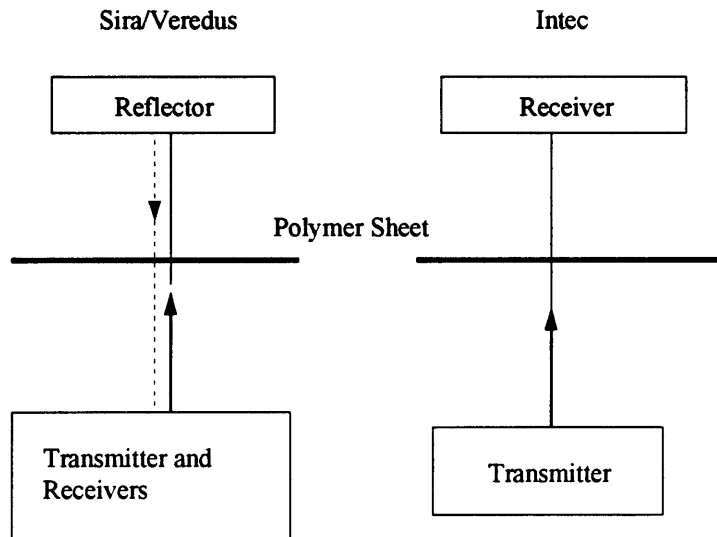 Sira/Veredus
Intec
Reflector
Receiver
Polymer Sheet
Transmitter and
Receivers
Transmitter